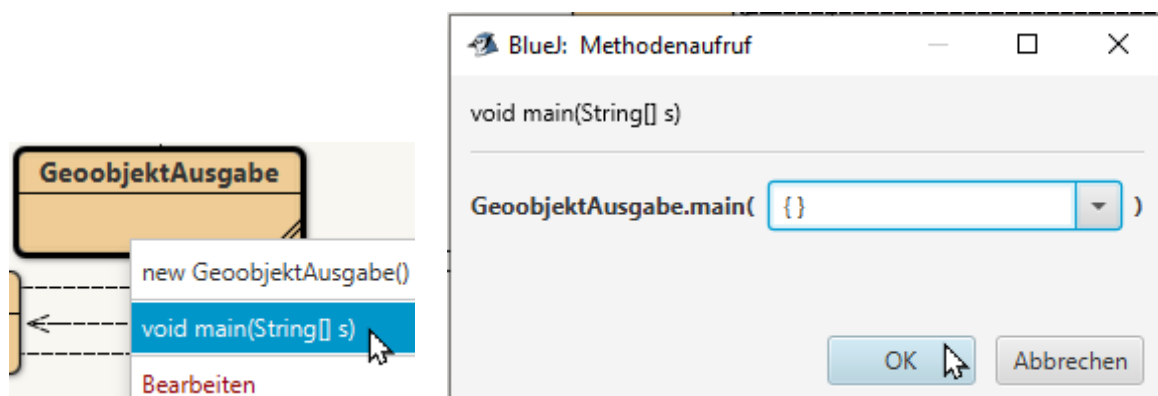 GeoobjektAusgabe
new GeoobjektAusgabe()
void main(String[] s)
Bearbeiten
BlueJ: Methodenaufruf
void main(String[] s)
GeoobjektAusgabe.main( { } )
OK Abbrechen